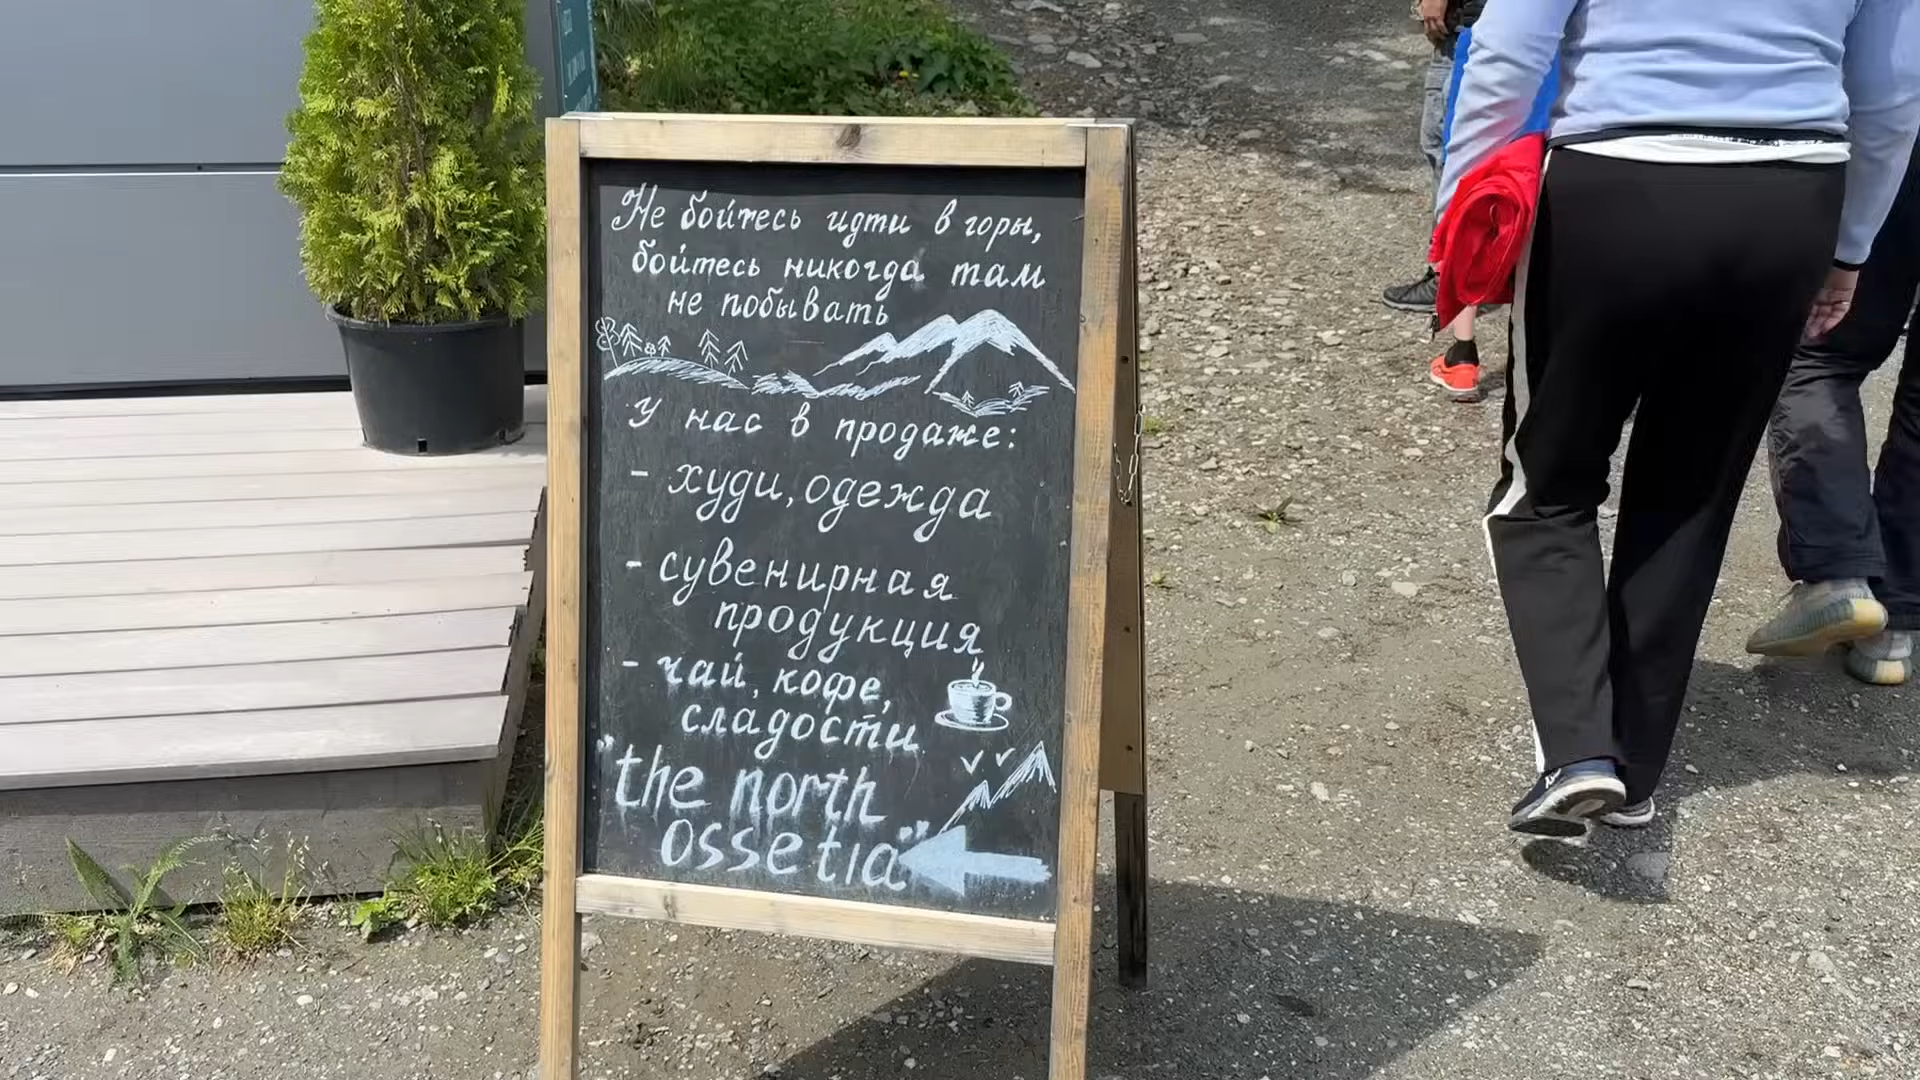 Не бойтесь идти в горы,
бойтесь никогда там
не побывать
У нас в продаже:
- худи, одежда
- сувенирная
продукция
- чай, кофе,
сладости
"the north
ossetia"